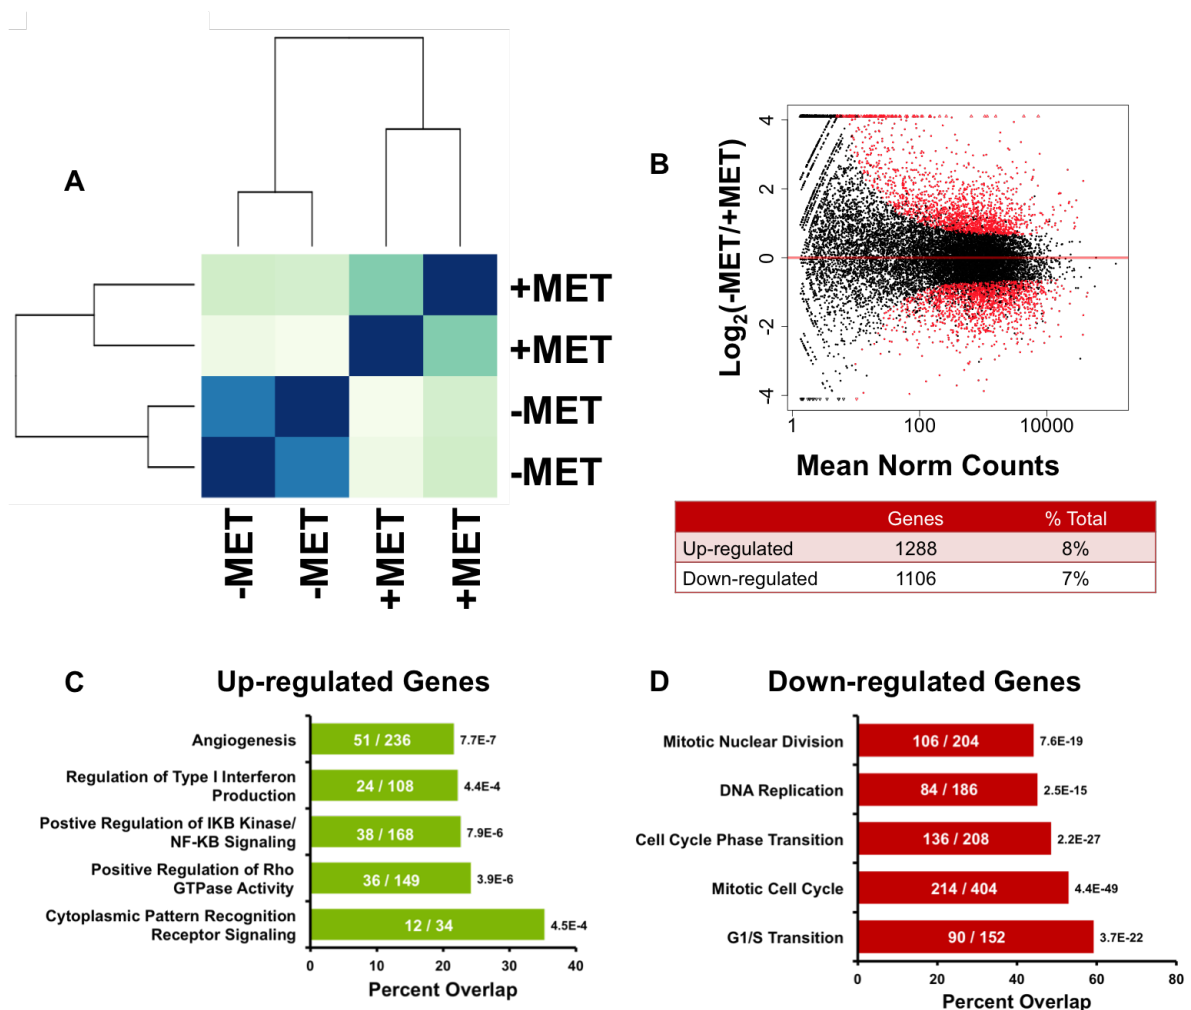 A
+MET
+MET
-MET
-MET
-MET
-MET
+MET
+MET
B
Log2(-MET/+MET)
4
2
0
-2
-4
1
100
10000
Mean Norm Counts
Genes % Total
Up-regulated 1288 8%
Down-regulated 1106 7%
C
Up-regulated Genes
Angiogenesis 51 / 236 7.7E-7
Regulation of Type I Interferon
Production 24 / 108 4.4E-4
Postive Regulation of IKB Kinase/
NF-KB Signaling 38 / 168 7.9E-6
Positive Regulation of Rho
GTPase Activity 36 / 149 3.9E-6
Cytoplasmic Pattern Recognition
Receptor Signaling 12 / 34 4.5E-4
0 10 20 30 40
Percent Overlap
D
Down-regulated Genes
Mitotic Nuclear Division 106 / 204 7.6E-19
DNA Replication 84 / 186 2.5E-15
Cell Cycle Phase Transition 136 / 208 2.2E-27
Mitotic Cell Cycle 214 / 404 4.4E-49
G1/S Transition 90 / 152 3.7E-22
0 20 40 60 80
Percent Overlap